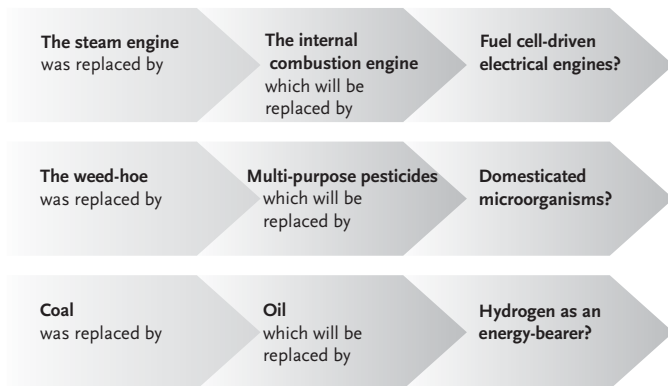 The steam engine
was replaced by
The internal
combustion engine
which will be
replaced by
Fuel cell-driven
electrical engines?
The weed-hoe
was replaced by
Multi-purpose pesticides
which will be
replaced by
Domesticated
microorganisms?
Coal
was replaced by
Oil
which will be
replaced by
Hydrogen as an
energy-bearer?